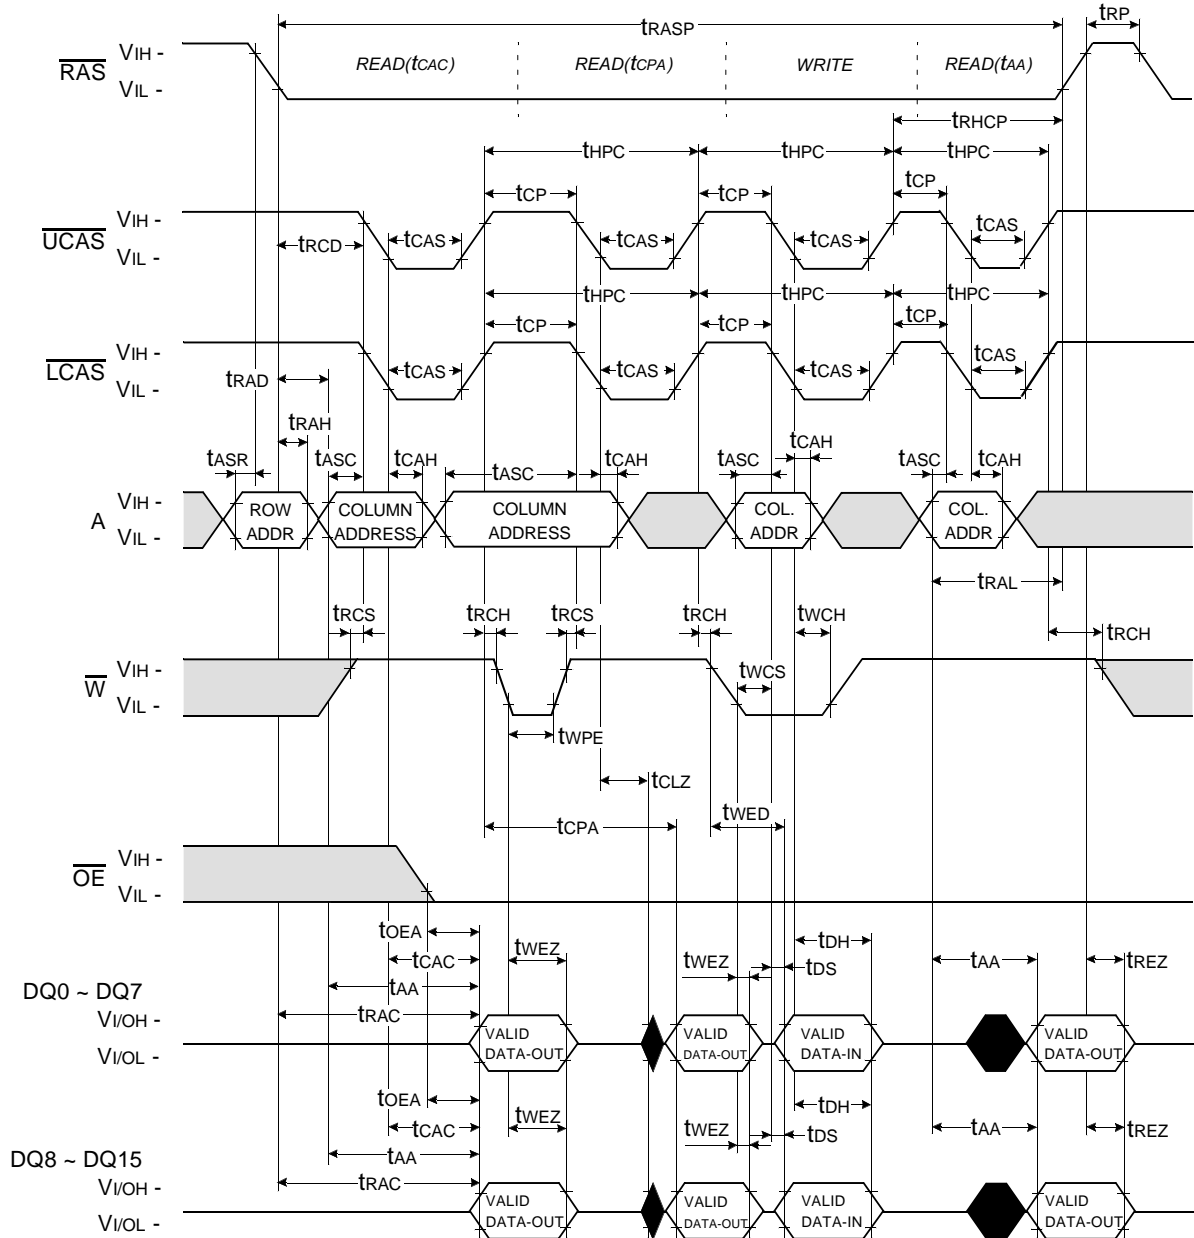 tRASP tRP
RAS VIH - VIL - READ(tCAC) READ(tCPA) WRITE READ(tAA)
tRHCP
tHPC tHPC tHPC
tCP tCP tCP
UCAS VIH - VIL - tRCD tCAS tCAS tCAS tCAS
tHPC tHPC tHPC
tCP tCP tCP
LCAS VIH - VIL - tCAS tCAS tCAS tCAS
tRAD
tRAH
tASR tASC tCAH tASC tCAH tASC tCAH tASC tCAH
A VIH - VIL - ROW ADDR COLUMN ADDRESS COLUMN ADDRESS COL. ADDR COL. ADDR
tRAL
tRCS tRCH tRCS tRCH tWCH tRCH
W VIH - VIL - tWCS
tWPE
tCLZ
tCPA tWED
OE VIH - VIL -
tOEA tWEZ tDH
tCAC tWEZ tDS tAA tREZ
tAA
DQ0 ~ DQ7
tRAC
VI/OH - VI/OL - VALID DATA-OUT VALID DATA-OUT VALID DATA-IN VALID DATA-OUT
tOEA tWEZ tDH
tCAC tWEZ tDS tAA tREZ
tAA
DQ8 ~ DQ15
tRAC
VI/OH - VI/OL - VALID DATA-OUT VALID DATA-OUT VALID DATA-IN VALID DATA-OUT